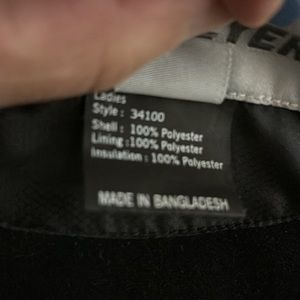 Ladies
Style : 34100
Shell : 100% Polyester
Lining :100% Polyester
Insulation : 100% Polyester
MADE IN BANGLADESH